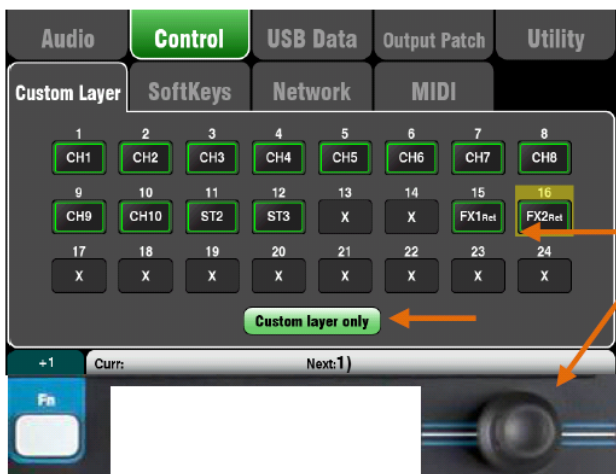 Audio Control USB Data Output Patch Utility
Custom Layer SoftKeys Network MIDI
1 2 3 4 5 6 7 8
CH1 CH2 CH3 CH4 CH5 CH6 CH7 CH8
9 10 11 12 13 14 15 16
CH9 CH10 ST2 ST3 X X FX1Ret FX2Ret
17 18 19 20 21 22 23 24
X X X X X X X X
Custom layer only
+1 Curr: Next:1)
Fn